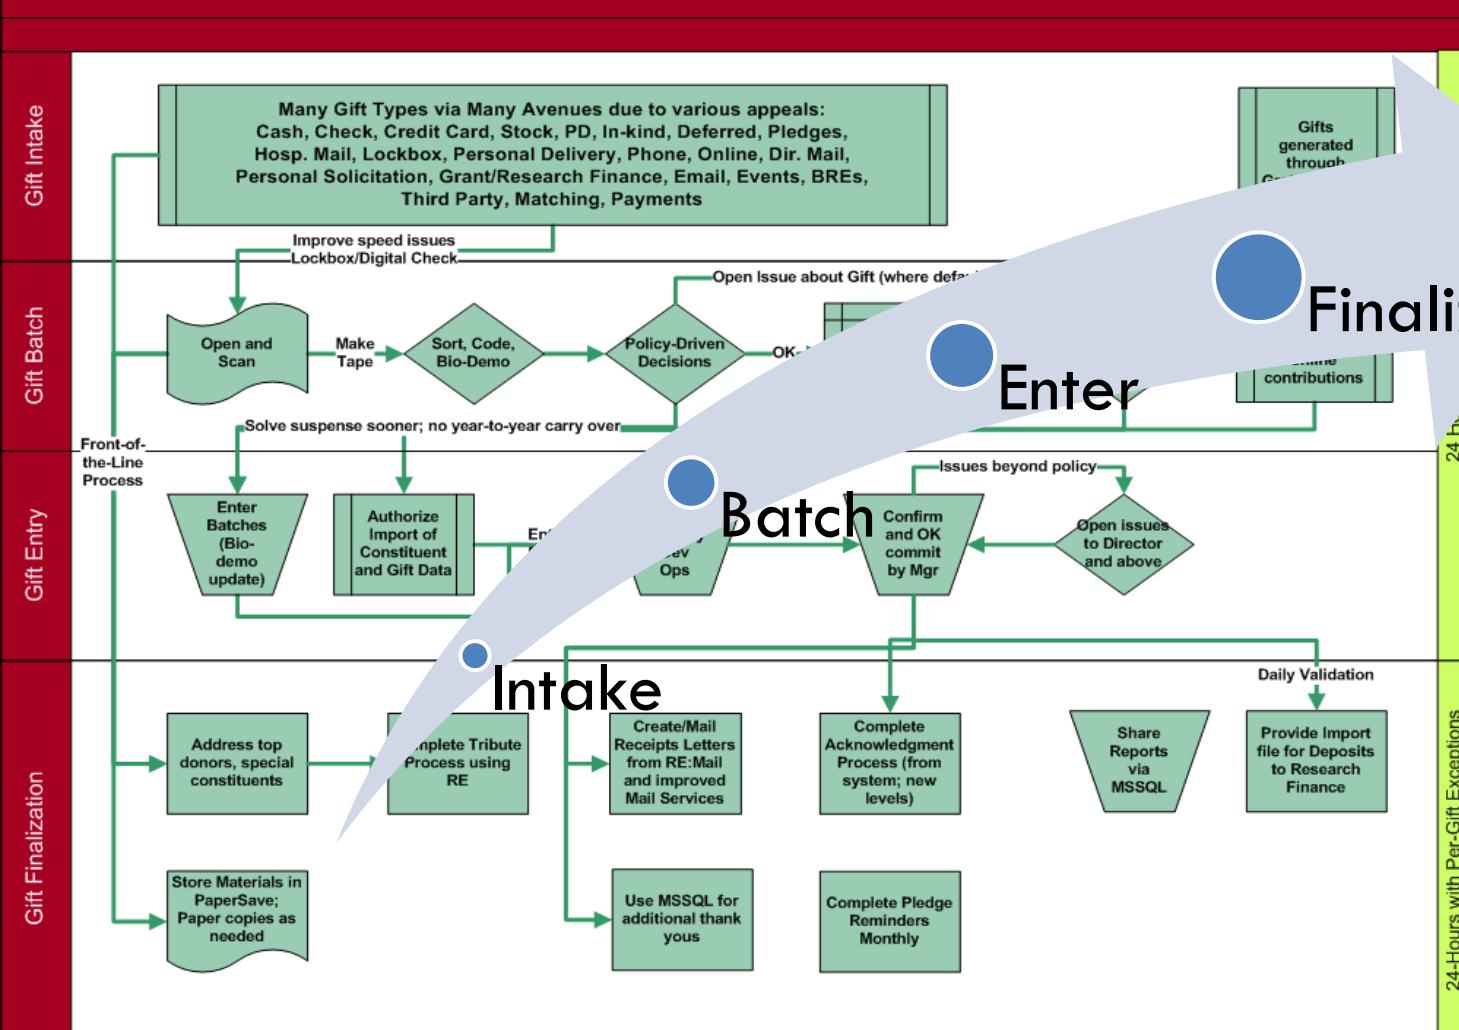 Gift Intake
Many Gift Types via Many Avenues due to various appeals:
Cash, Check, Credit Card, Stock, PD, In-kind, Deferred, Pledges,
Hosp. Mail, Lockbox, Personal Delivery, Phone, Online, Dir. Mail,
Personal Solicitation, Grant/Research Finance, Email, Events, BREs,
Third Party, Matching, Payments
Gifts
generated
through
Improve speed issues
Lockbox/Digital Check
Gift Batch
Open and
Scan
Make
Tape
Sort, Code,
Bio-Demo
Policy-Driven
Decisions
Open Issue about Gift (where
OK
contributions
Solve suspense sooner; no year-to-year carry over
Front-of-
the-Line
Process
Gift Entry
Enter
Batches
(Bio-
demo
update)
Authorize
Import of
Constituent
and Gift Data
Ops
Confirm
and OK
commit
by Mgr
Issues beyond policy
Open issues
to Director
and above
Intake
Batch
Enter
Gift Finalization
Address top
donors, special
constituents
Tribute
Process using
RE
Create/Mail
Receipts Letters
from RE:Mail
and improved
Mail Services
Complete
Acknowledgment
Process (from
system; new
levels)
Share
Reports
via
MSSQL
Daily Validation
Provide Import
file for Deposits
to Research
Finance
Store Materials in
PaperSave;
Paper copies as
needed
Use MSSQL for
additional thank
yous
Complete Pledge
Reminders
Monthly
24
24-Hours with Per-Gift Exceptions